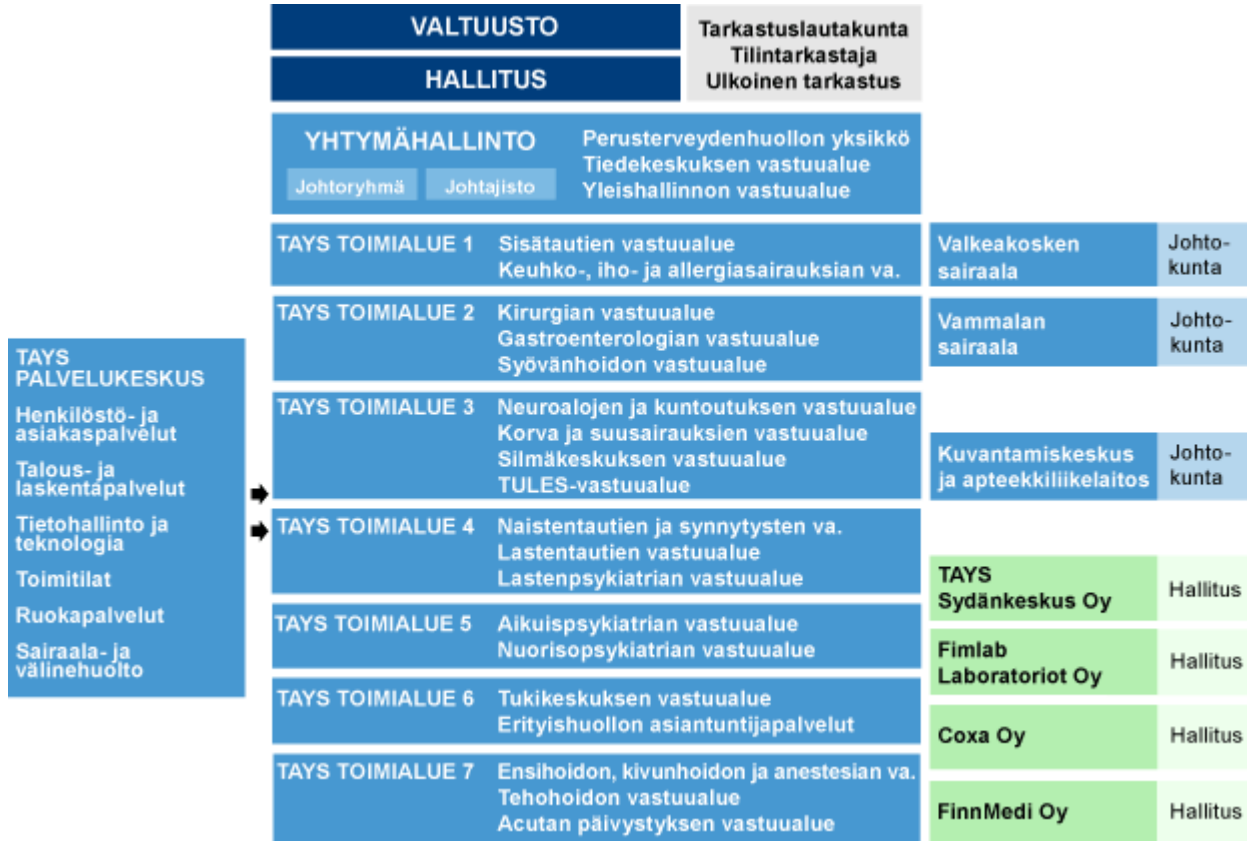 VALTUUSTO
HALLITUS
Tarkastuslautakunta
Tilintarkastaja
Ulkoinen tarkastus
YHTYMÄHALLINTO
Johtoryhmä
Johtajisto
Perusterveydenhuollon yksikkö
Tiedekeskuksen vastuualue
Yleishallinnon vastuualue
TAYS
PALVELUKESKUS
Henkilöstö- ja
asiakaspalvelut
Talous- ja
laskentapalvelut
Tietohallinto ja
teknologia
Toimitilat
Ruokapalvelut
Sairaala- ja
välinehuolto
TAYS TOIMIALUE 1
Sisätautien vastuualue
Keuhko-, iho- ja allergiasairauksian va.
TAYS TOIMIALUE 2
Kirurgian vastuualue
Gastroenterologian vastuualue
Syövänhoidon vastuualue
TAYS TOIMIALUE 3
Neuroalojen ja kuntoutuksen vastuualue
Korva ja suusairauksien vastuualue
Silmäkeskuksen vastuualue
TULES-vastuualue
TAYS TOIMIALUE 4
Naistentautien ja synnytysten va.
Lastentautien vastuualue
Lastenpsykiatrian vastuualue
TAYS TOIMIALUE 5
Aikuispsykiatrian vastuualue
Nuorisopsykiatrian vastuualue
TAYS TOIMIALUE 6
Tukikeskuksen vastuualue
Erityishuollon asiantuntijapalvelut
TAYS TOIMIALUE 7
Ensihoidon, kivunhoidon ja anestesian va.
Tehohoidon vastuualue
Acutan päivystyksen vastuualue
Valkeakosken
sairaala
Johto-
kunta
Vammalan
sairaala
Johto-
kunta
Kuvantamiskeskus
ja apteekkiliikelaitos
Johto-
kunta
TAYS
Sydänkeskus Oy
Hallitus
Fimlab
Laboratoriot Oy
Hallitus
Coxa Oy
Hallitus
FinnMedi Oy
Hallitus